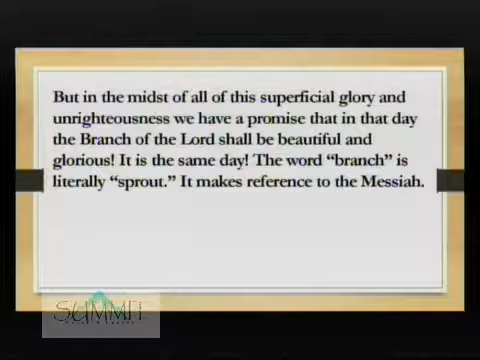 But in the midst of all of this superficial glory and
unrighteousness we have a promise that in that day
the Branch of the Lord shall be beautiful and
glorious! It is the same day! The word “branch” is
literally “sprout.” It makes reference to the Messiah.
SUMMIT